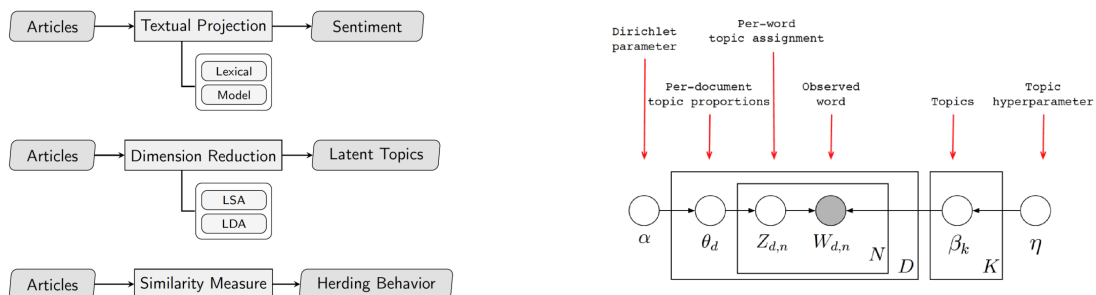 Articles
Textual Projection
Sentiment
Lexical
Model
Articles
Dimension Reduction
Latent Topics
LSA
LDA
Articles
Similarity Measure
Herding Behavior
Dirichlet
parameter
Per-word
topic assignment
Per-document
topic proportions
Observed
word
Topics
Topic
hyperparameter
α
θd
Zd,n
Wd,n
N
D
βk
K
η